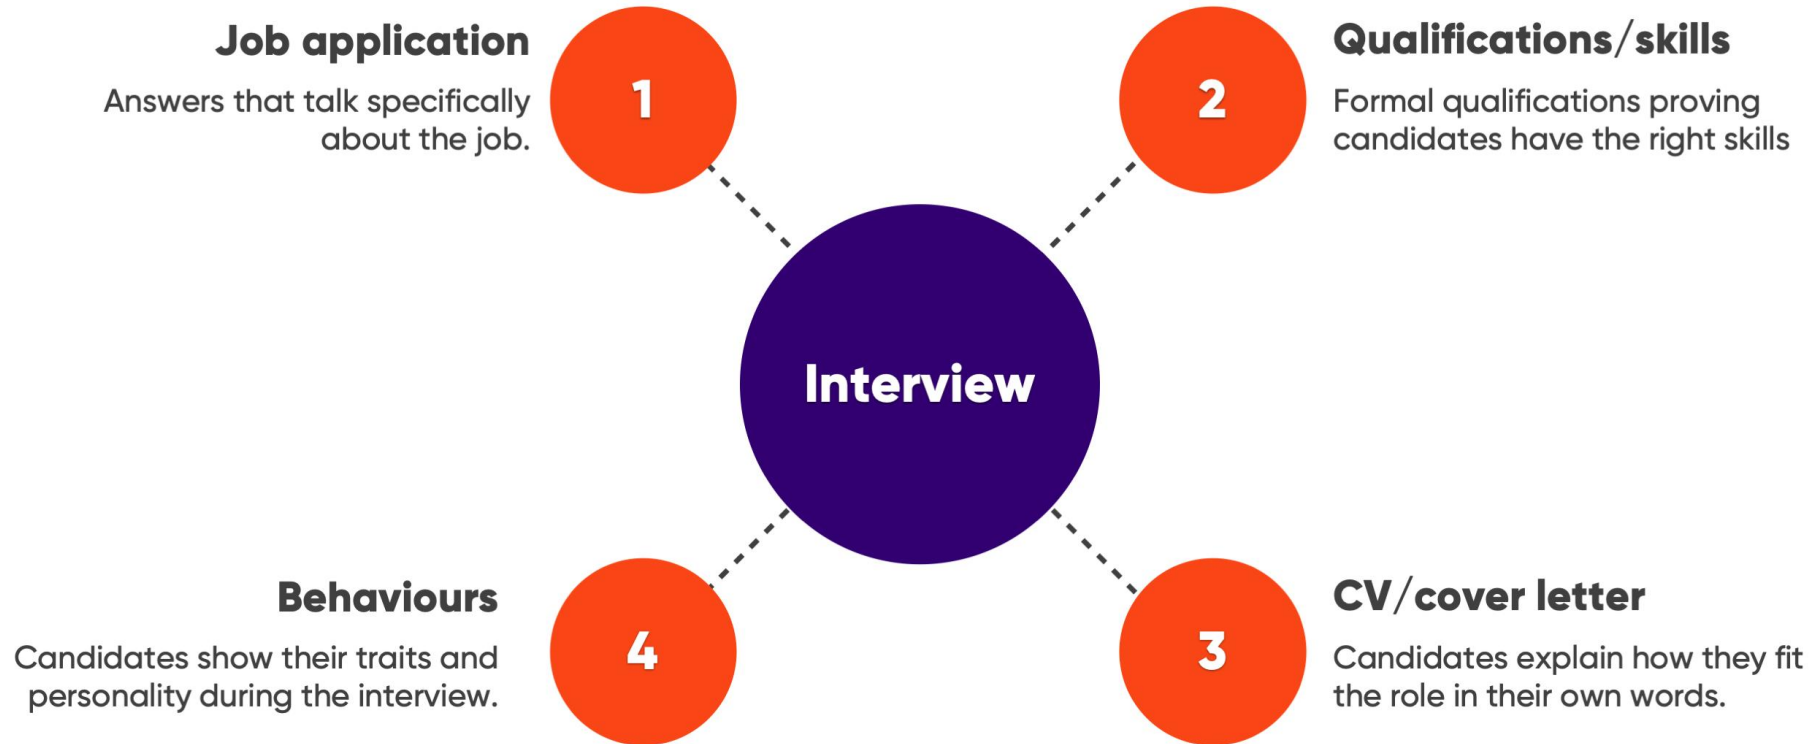 Job application
Answers that talk specifically
about the job.
1
2
Qualifications/skills
Formal qualifications proving
candidates have the right skills
Interview
Behaviours
Candidates show their traits and
personality during the interview.
4
3
CV/cover letter
Candidates explain how they fit
the role in their own words.